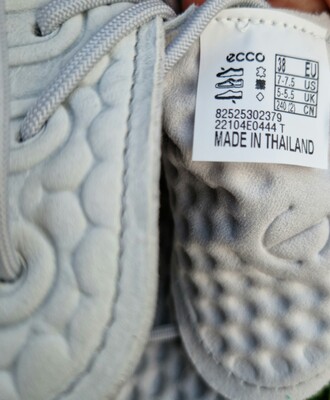 ecco
38 EU
7-7.5 US
5-5.5 UK
240(2) CN
82525302379
22104E0444 T
MADE IN THAILAND